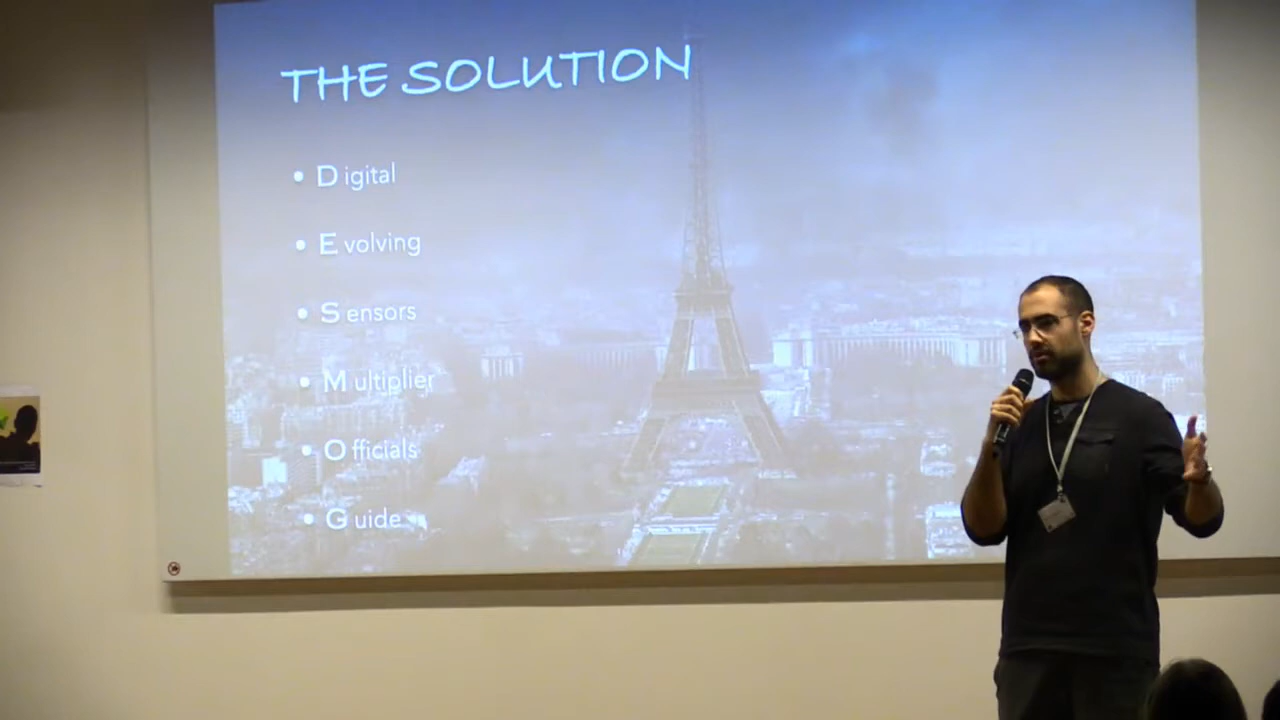 THE SOLUTION
• D igital
• E volving
• S ensors
• M ultiplier
• O fficials
• G uide